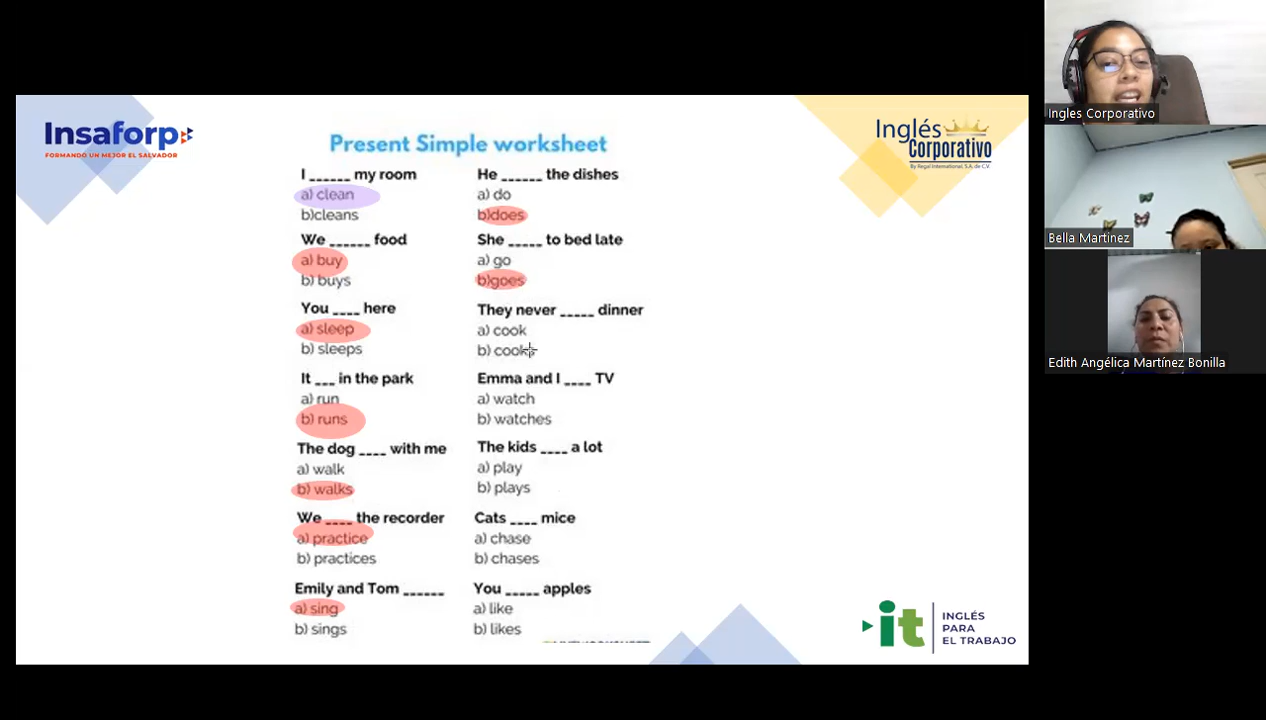 Insaforp
FORMANDO UN MEJOR EL SALVADOR
Present Simple worksheet
Inglés
Corporativo
By Regal International, S.A. de C.V.
I ______ my room
a) clean
b)cleans
We ______ food
a) buy
b) buys
You ____ here
a) sleep
b) sleeps
It ___ in the park
a) run
b) runs
The dog ____ with me
a) walk
b) walks
We ____ the recorder
a) practice
b) practices
Emily and Tom ______
a) sing
b) sings
He ______ the dishes
a) do
b)does
She _____ to bed late
a) go
b)goes
They never _____ dinner
a) cook
b) cooks
Emma and I ____ TV
a) watch
b) watches
The kids ____ a lot
a) play
b) plays
Cats ____ mice
a) chase
b) chases
You _____ apples
a) like
b) likes
it
INGLÉS
PARA
EL TRABAJO
Ingles Corporativo
Bella Martinez
Edith Angélica Martínez Bonilla